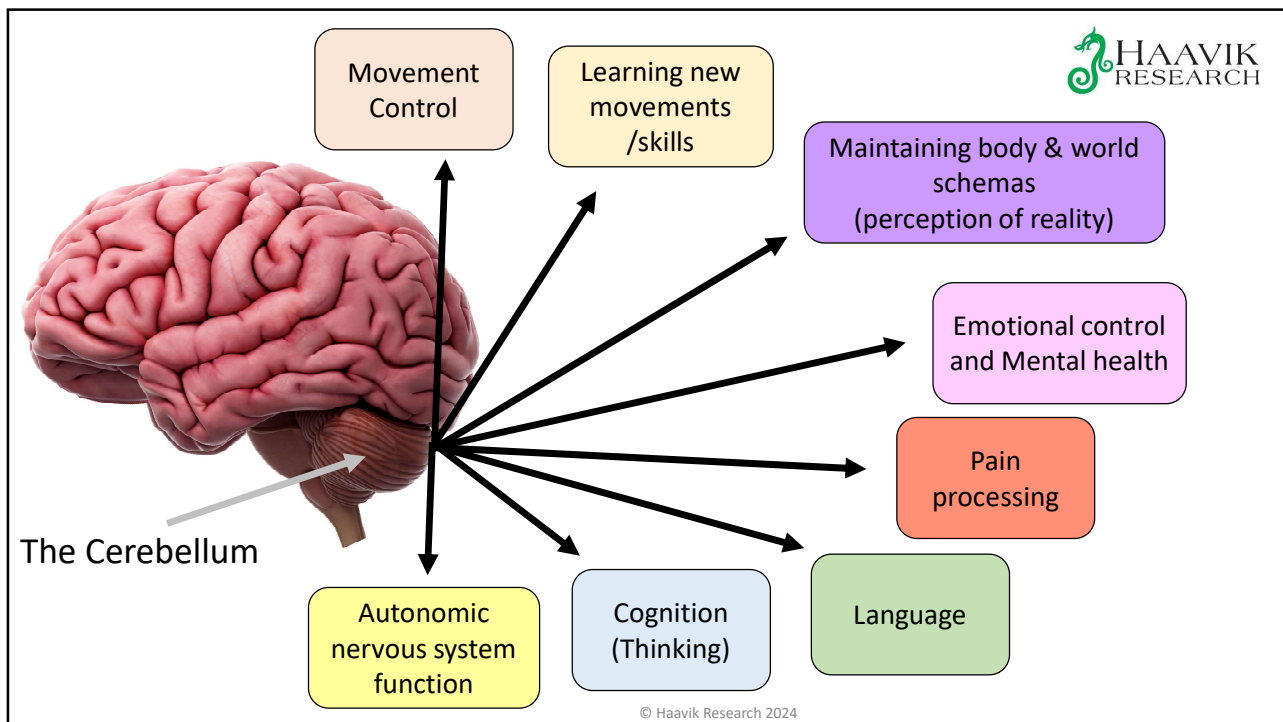 HAAVIK
RESEARCH
Movement
Control
Learning new
movements
/skills
Maintaining body & world
schemas
(perception of reality)
Emotional control
and Mental health
Pain
processing
The Cerebellum
Autonomic
nervous system
function
Cognition
(Thinking)
Language
© Haavik Research 2024